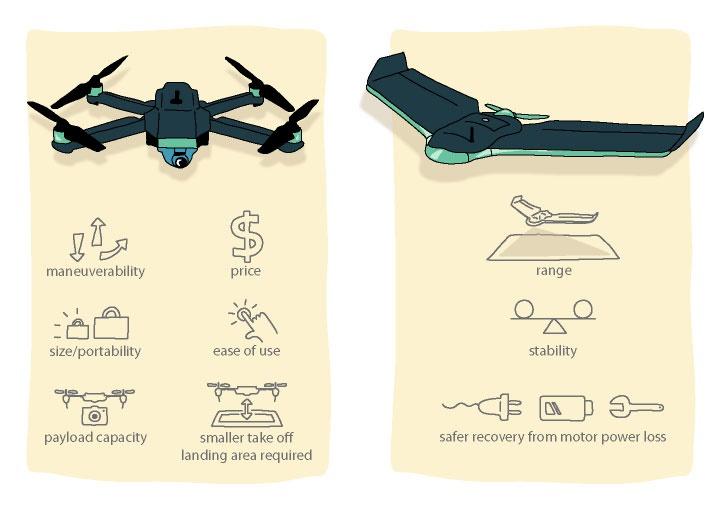 maneuverability
price
size/portability
ease of use
payload capacity
smaller take off
landing area required
range
stability
safer recovery from motor power loss